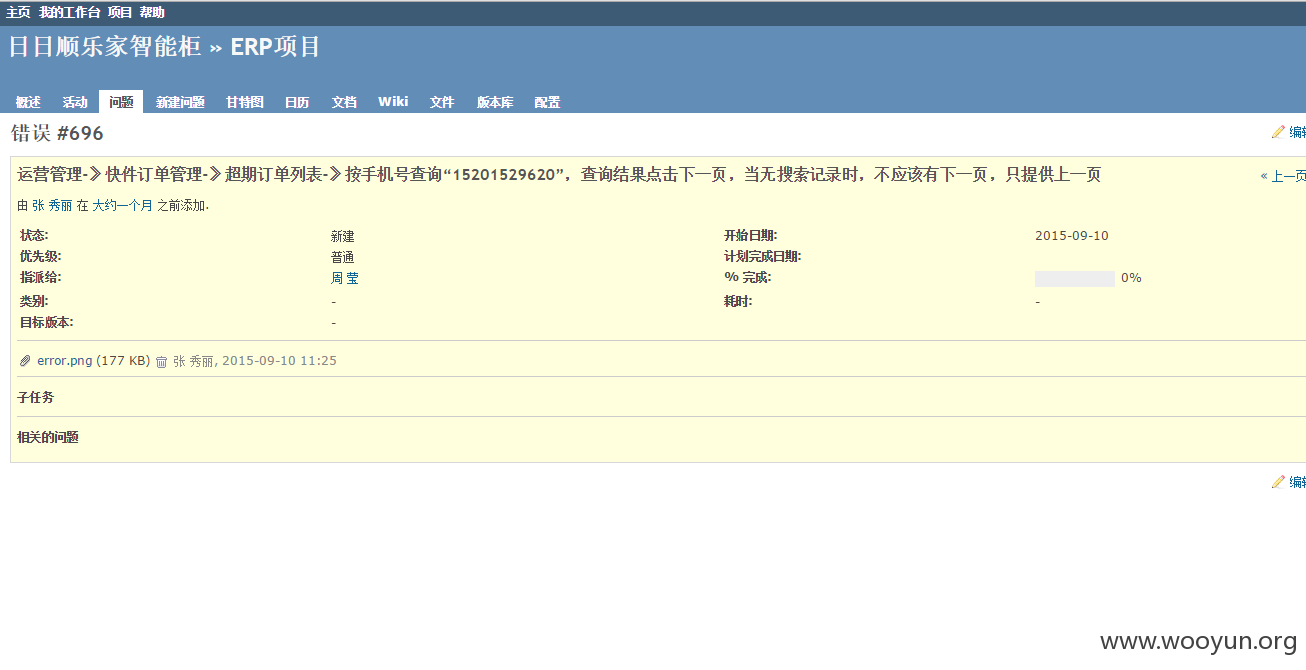 主页 我的工作台 项目 帮助
日日顺乐家智能柜 » ERP项目
概述 活动 问题 新建问题 甘特图 日历 文档 Wiki 文件 版本库 配置
错误 #696
编辑
运营管理-》快件订单管理-》超期订单列表-》按手机号查询“15201529620”，查询结果点击下一页，当无搜索记录时，不应该有下一页，只提供上一页
« 上一页
由 张 秀丽 在 大约一个月 之前添加.
状态: 新建 开始日期: 2015-09-10
优先级: 普通 计划完成日期:
指派给: 周 莹 % 完成: 0%
类别: - 耗时: -
目标版本: -
error.png (177 KB) 张 秀丽, 2015-09-10 11:25
子任务
相关的问题
编辑
www.wooyun.org